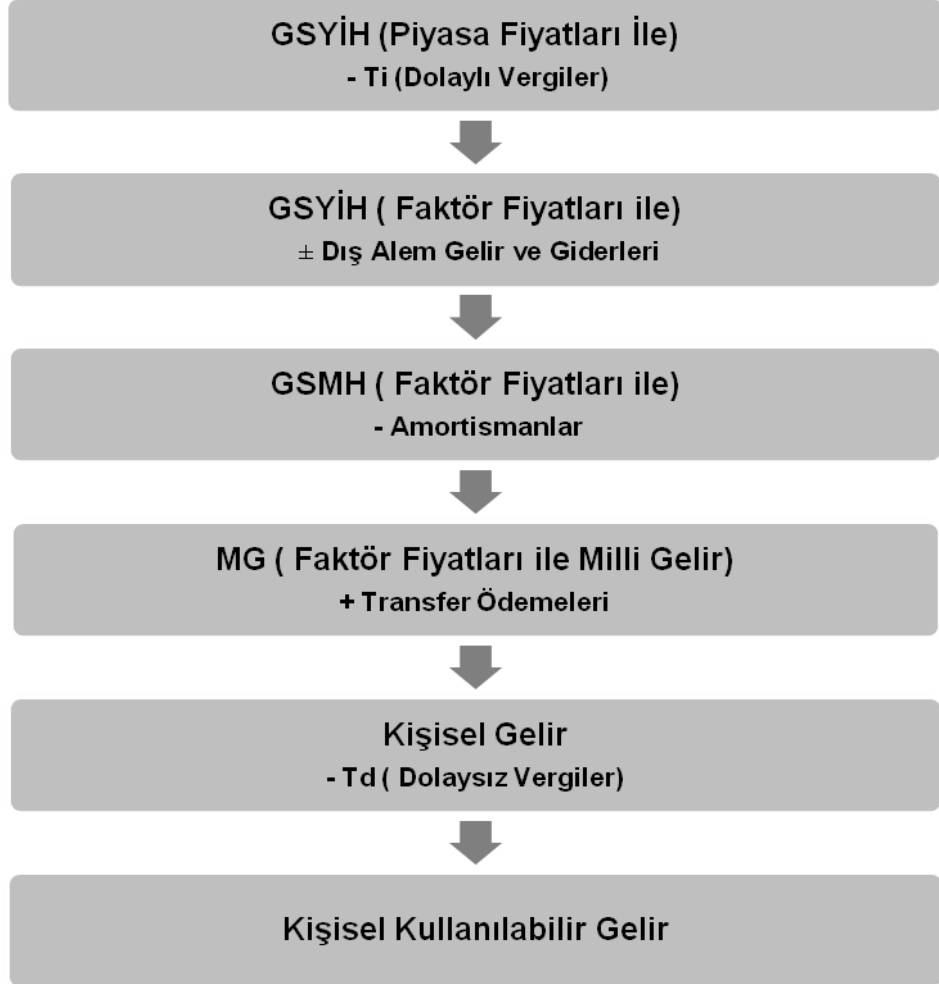 GSYİH (Piyasa Fiyatları İle)
- Ti (Dolaylı Vergiler)
GSYİH ( Faktör Fiyatları ile)
± Dış Alem Gelir ve Giderleri
GSMH ( Faktör Fiyatları ile)
- Amortismanlar
MG ( Faktör Fiyatları ile Milli Gelir)
+ Transfer Ödemeleri
Kişisel Gelir
- Td ( Dolaysız Vergiler)
Kişisel Kullanılabilir Gelir